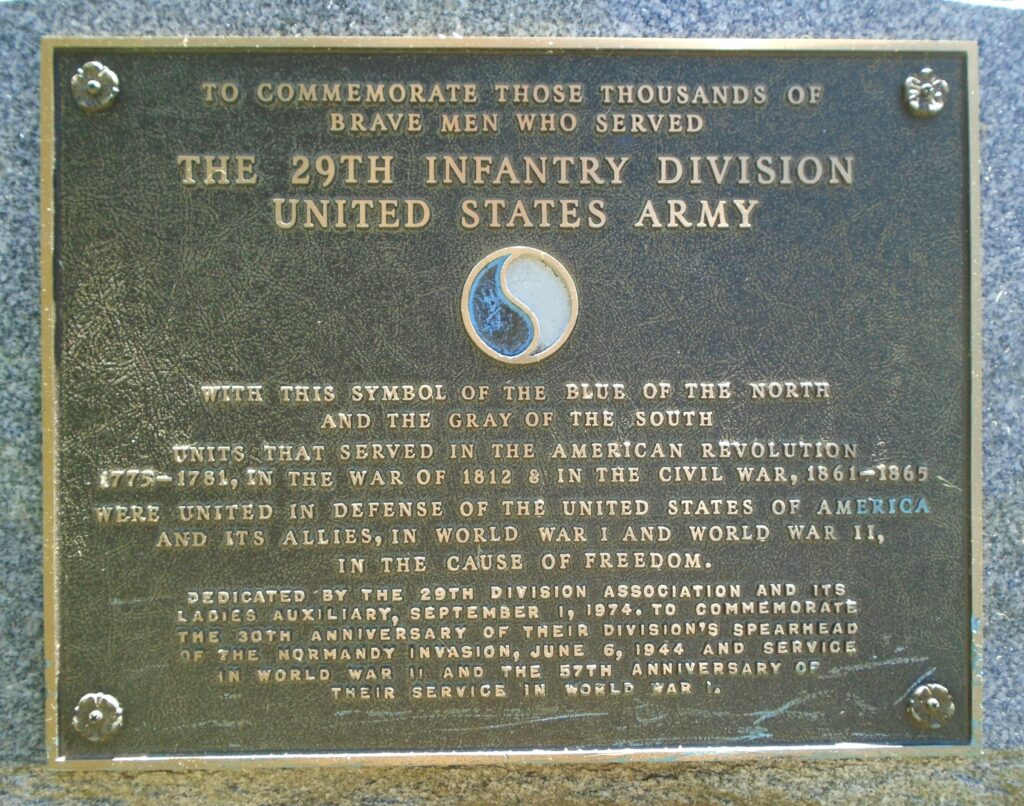 TO COMMEMORATE THOSE THOUSANDS OF
BRAVE MEN WHO SERVED
THE 29TH INFANTRY DIVISION
UNITED STATES ARMY
WITH THIS SYMBOL OF THE BLUE OF THE NORTH
AND THE GRAY OF THE SOUTH
UNITS THAT SERVED IN THE AMERICAN REVOLUTION
1775-1781, IN THE WAR OF 1812 & IN THE CIVIL WAR, 1861-1865
WERE UNITED IN DEFENSE OF THE UNITED STATES OF AMERICA
AND ITS ALLIES, IN WORLD WAR I AND WORLD WAR II,
IN THE CAUSE OF FREEDOM.
DEDICATED BY THE 29TH DIVISION ASSOCIATION AND ITS
LADIES AUXILIARY, SEPTEMBER 1, 1974. TO COMMEMORATE
THE 30TH ANNIVERSARY OF THEIR DIVISION'S SPEARHEAD
OF THE NORMANDY INVASION, JUNE 6, 1944 AND SERVICE
IN WORLD WAR II AND THE 57TH ANNIVERSARY OF
THEIR SERVICE IN WORLD WAR I.